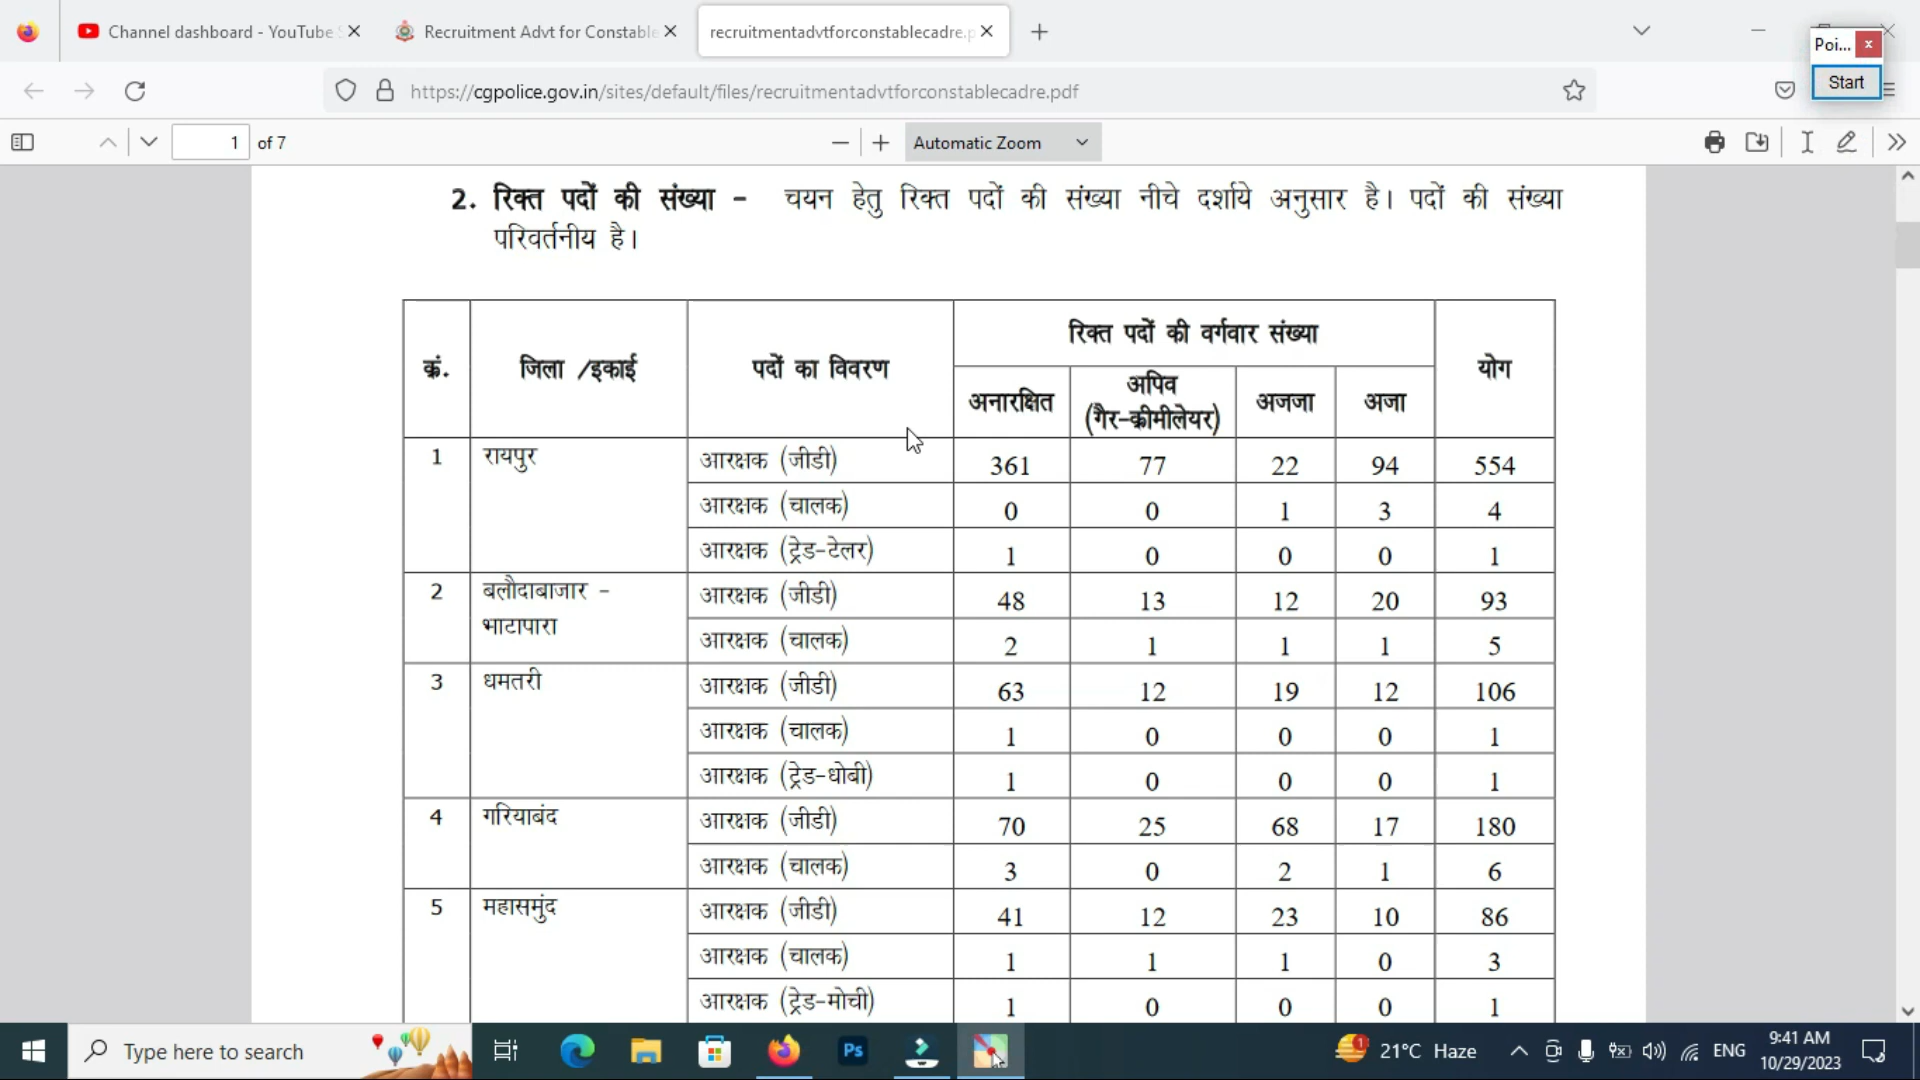 Channel dashboard - YouTube
Recruitment Advt for Constable
recruitmentadvtforconstablecadre.p
Poi...
Start
https://cgpolice.gov.in/sites/default/files/recruitmentadvtforconstablecadre.pdf
1 of 7
Automatic Zoom
2. रिक्त पदों की संख्या - चयन हेतु रिक्त पदों की संख्या नीचे दर्शाये अनुसार है। पदों की संख्या
परिवर्तनीय है।
रिक्त पदों की वर्गवार संख्या
क्रं. जिला /इकाई पदों का विवरण योग
अनारक्षित अपिव (गैर-क्रीमीलेयर) अजजा अजा
1 रायपुर आरक्षक (जीडी) 361 77 22 94 554
आरक्षक (चालक) 0 0 1 3 4
आरक्षक (ट्रेड-टेलर) 1 0 0 0 1
2 बलौदाबाजार - आरक्षक (जीडी) 48 13 12 20 93
भाटापारा आरक्षक (चालक) 2 1 1 1 5
3 धमतरी आरक्षक (जीडी) 63 12 19 12 106
आरक्षक (चालक) 1 0 0 0 1
आरक्षक (ट्रेड-धोबी) 1 0 0 0 1
4 गरियाबंद आरक्षक (जीडी) 70 25 68 17 180
आरक्षक (चालक) 3 0 2 1 6
5 महासमुंद आरक्षक (जीडी) 41 12 23 10 86
आरक्षक (चालक) 1 1 1 0 3
आरक्षक (ट्रेड-मोची) 1 0 0 0 1
Type here to search
Ps
1
21°C Haze
ENG
9:41 AM
10/29/2023